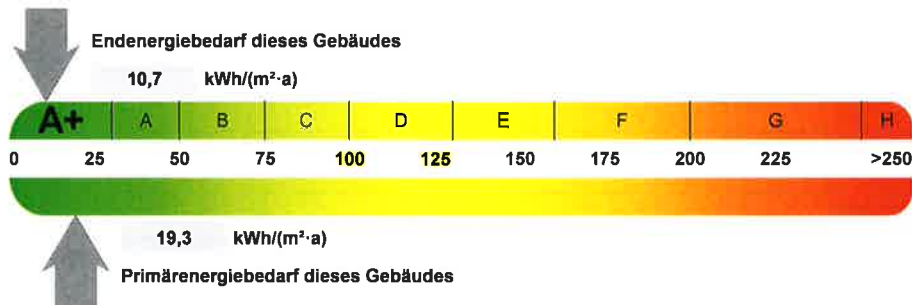 Endenergiebedarf dieses Gebäudes
10,7 kWh/(m²·a)
A+ A B C D E F G H
0 25 50 75 100 125 150 175 200 225 >250
19,3 kWh/(m²·a)
Primärenergiebedarf dieses Gebäudes